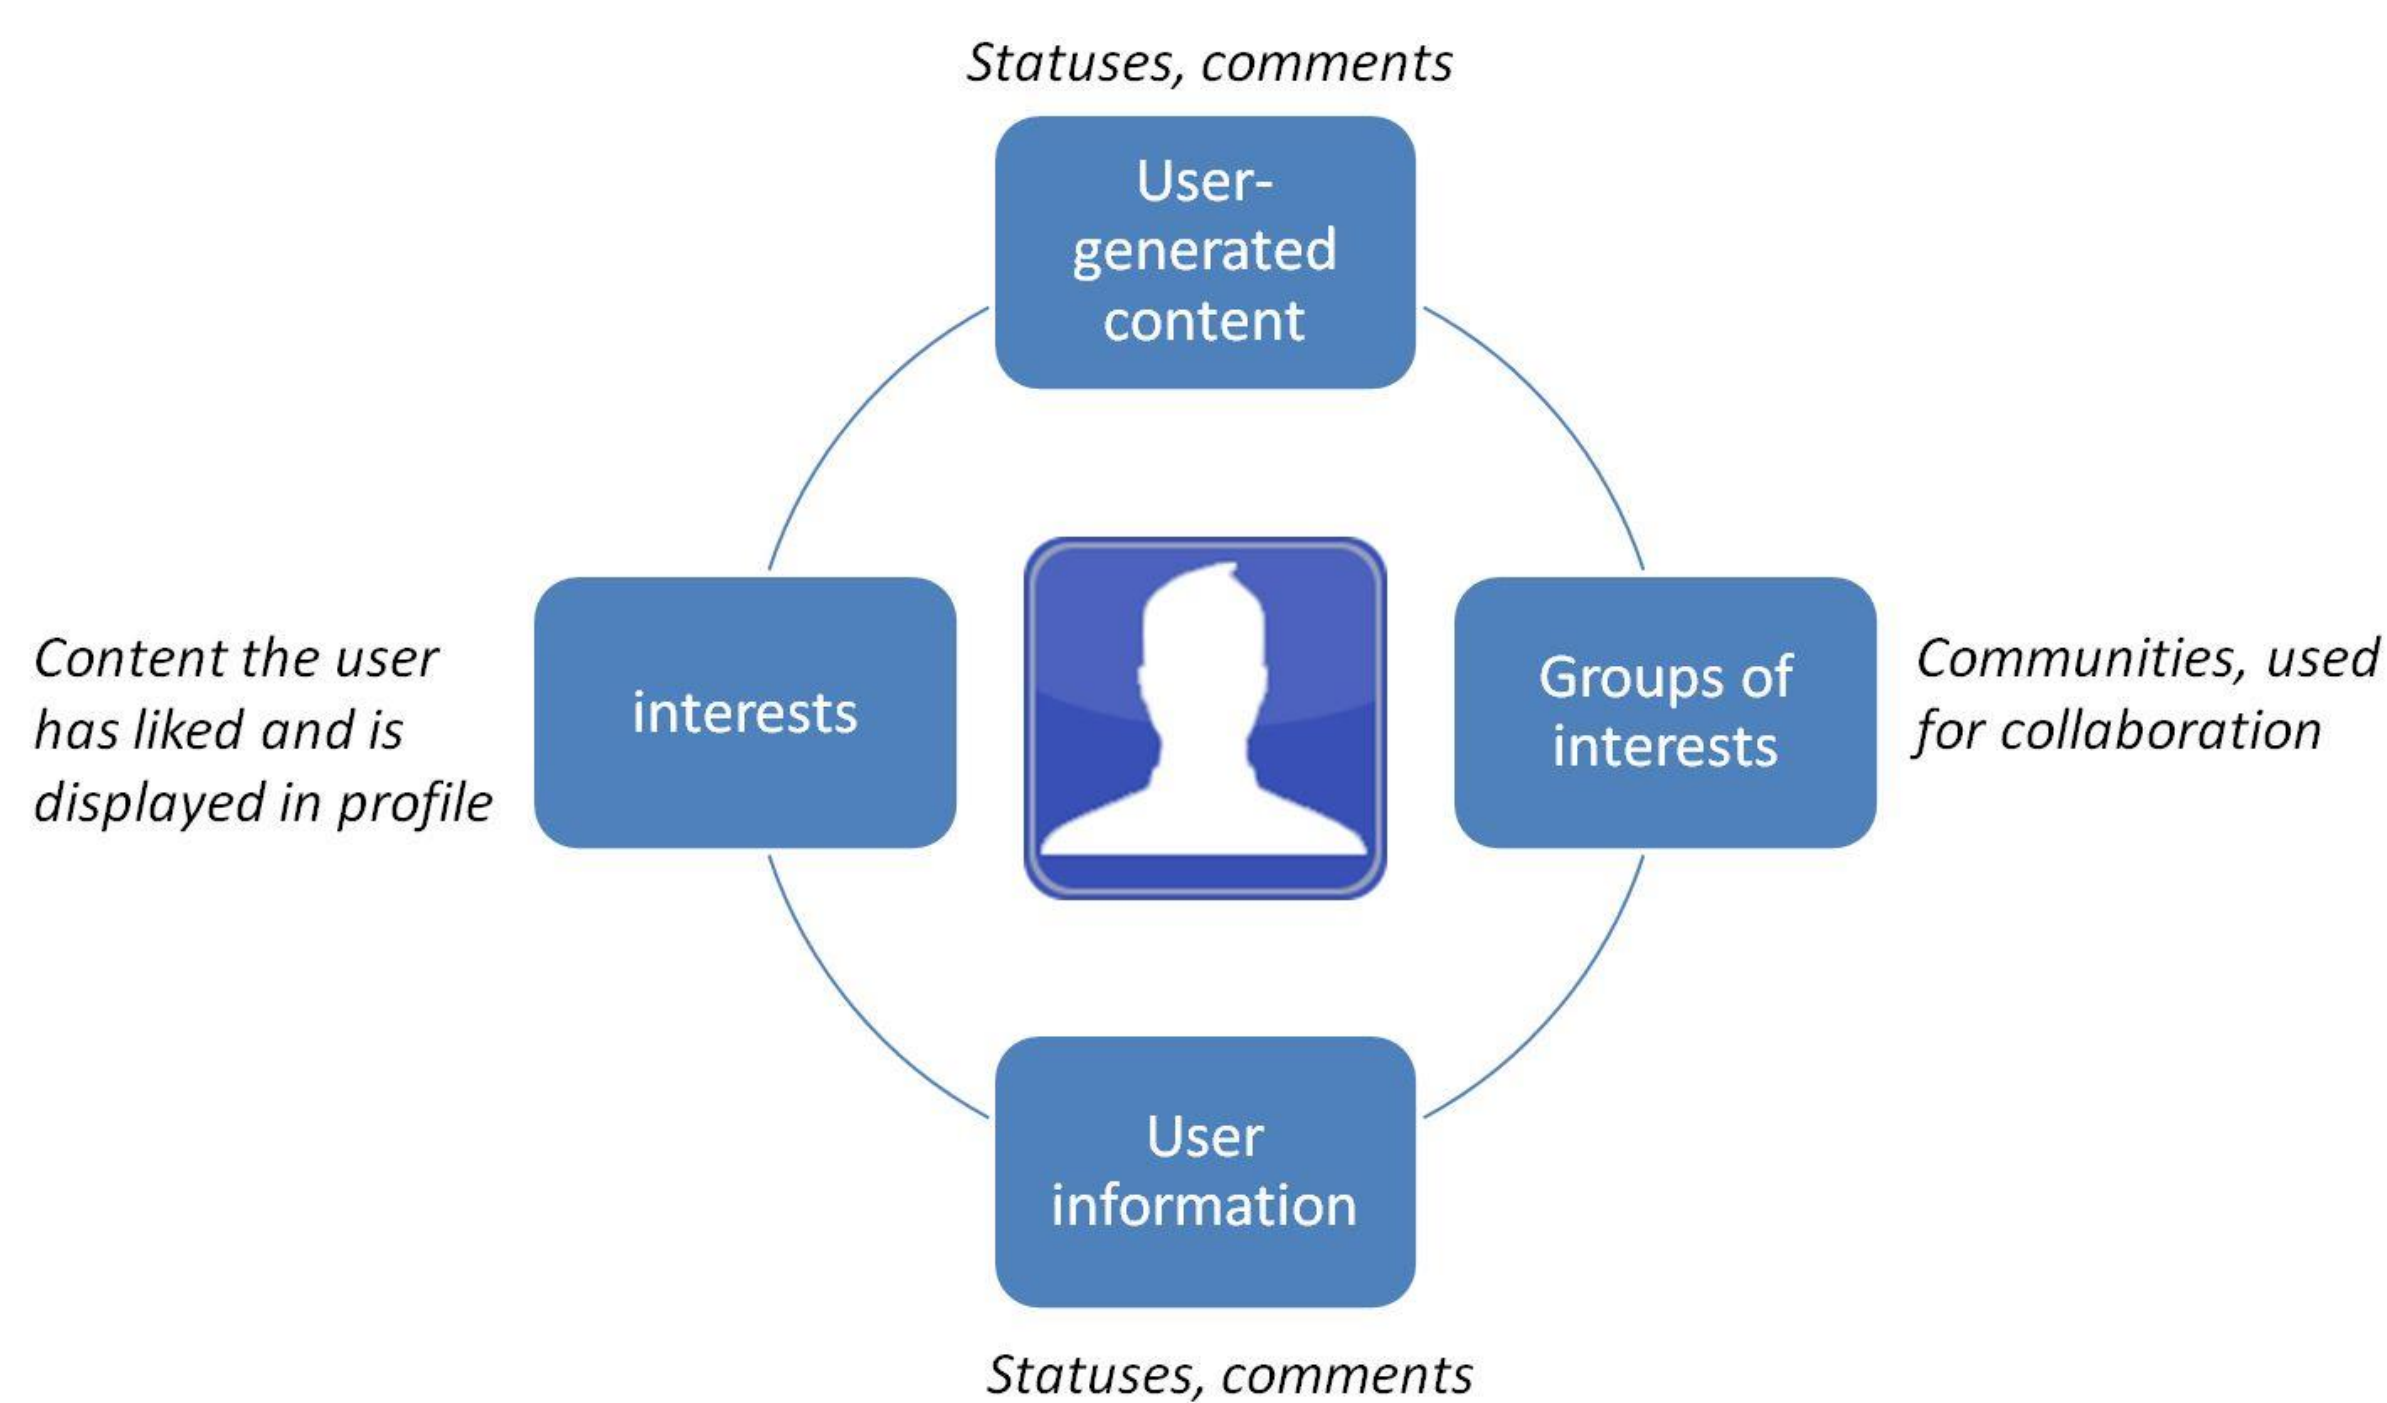 Statuses, comments
User-
generated
content
Content the user
has liked and is
displayed in profile
interests
Groups of
interests
Communities, used
for collaboration
User
information
Statuses, comments